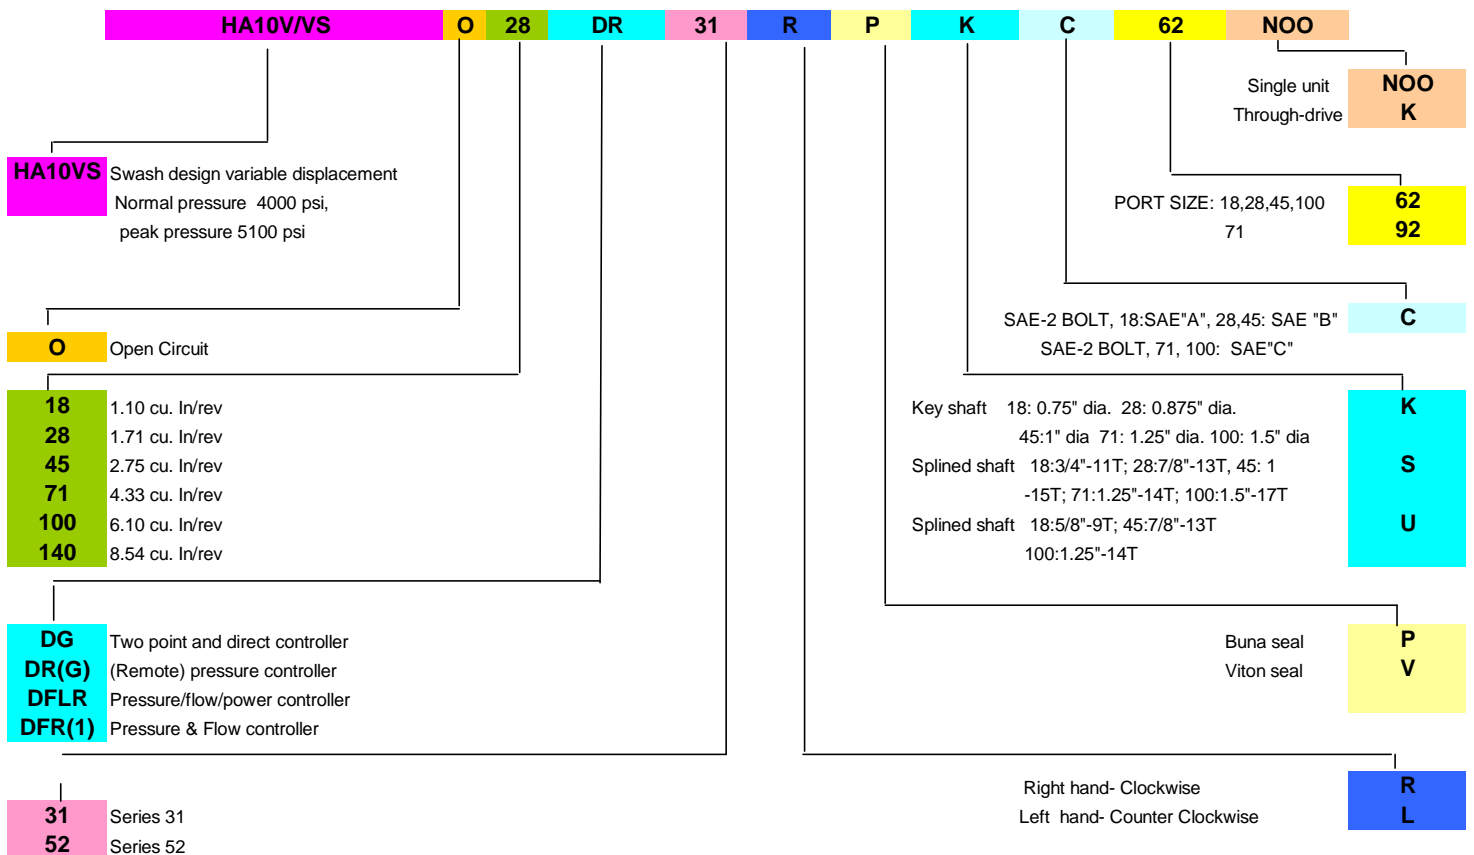 HA10V/VS O 28 DR 31 R P K C 62 NOO
Single unit NOO
Through-drive K
HA10VS Swash design variable displacement
Normal pressure 4000 psi,
peak pressure 5100 psi
PORT SIZE: 18,28,45,100 62
71 92
O Open Circuit
SAE-2 BOLT, 18:SAE"A", 28,45: SAE "B" C
SAE-2 BOLT, 71, 100: SAE"C"
18 1.10 cu. In/rev
28 1.71 cu. In/rev
45 2.75 cu. In/rev
71 4.33 cu. In/rev
100 6.10 cu. In/rev
140 8.54 cu. In/rev
Key shaft 18: 0.75" dia. 28: 0.875" dia. K
45:1" dia 71: 1.25" dia. 100: 1.5" dia
Splined shaft 18:3/4"-11T; 28:7/8"-13T, 45: 1 S
-15T; 71:1.25"-14T; 100:1.5"-17T
Splined shaft 18:5/8"-9T; 45:7/8"-13T U
100:1.25"-14T
DG Two point and direct controller
DR(G) (Remote) pressure controller
DFLR Pressure/flow/power controller
DFR(1) Pressure & Flow controller
Buna seal P
Viton seal V
31 Series 31
52 Series 52
Right hand- Clockwise R
Left hand- Counter Clockwise L